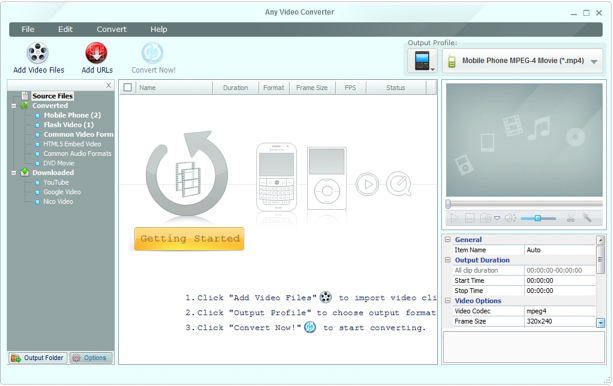 Any Video Converter
File Edit Convert Help
Output Profile:
Add Video Files Add URLs Convert Now!
Mobile Phone MPEG-4 Movie (*.mp4)
Source Files
Converted
Mobile Phone (2)
Flash Video (1)
Common Video Form
HTML5 Embed Video
Common Audio Formats
DVD Movie
Downloaded
YouTube
Google Video
Nico Video
Output Folder Options
Name Duration Format Frame Size FPS Status
Getting Started
1.Click "Add Video Files" to import video cli
2.Click "Output Profile" to choose output format
3.Click "Convert Now!" to start converting.
General
Item Name Auto
Output Duration
All clip duration 00:00:00-00:00:00
Start Time 00:00:00
Stop Time 00:00:00
Video Options
Video Codec mpeg4
Frame Size 320x240